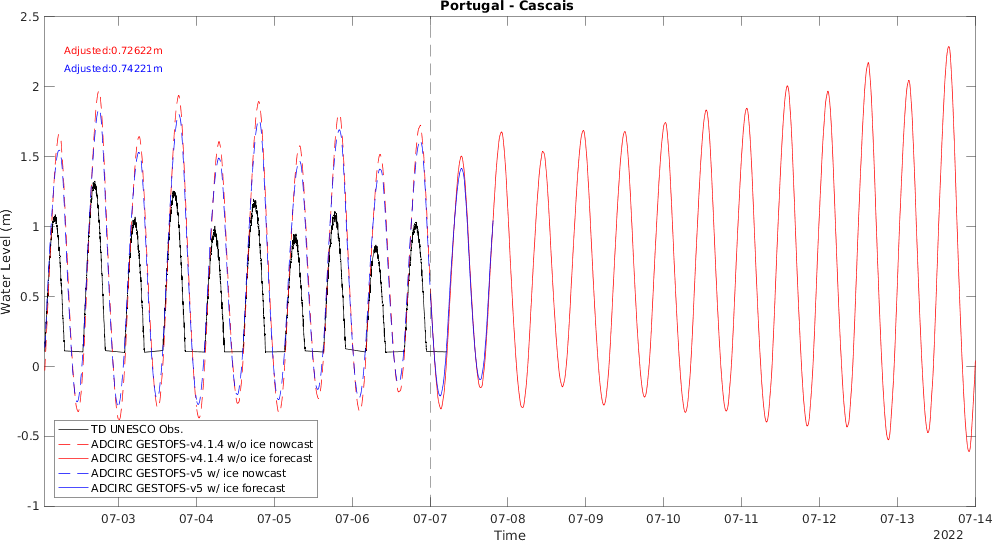 Portugal - Cascais
2.5
Adjusted:0.72622m
Adjusted:0.74221m
2
1.5
1
0.5
0
-0.5
-1
Water Level (m)
TD UNESCO Obs.
ADCIRC GESTOFS-v4.1.4 w/o ice nowcast
ADCIRC GESTOFS-v4.1.4 w/o ice forecast
ADCIRC GESTOFS-v5 w/ ice nowcast
ADCIRC GESTOFS-v5 w/ ice forecast
07-03 07-04 07-05 07-06 07-07 07-08 07-09 07-10 07-11 07-12 07-13 07-14
Time
2022